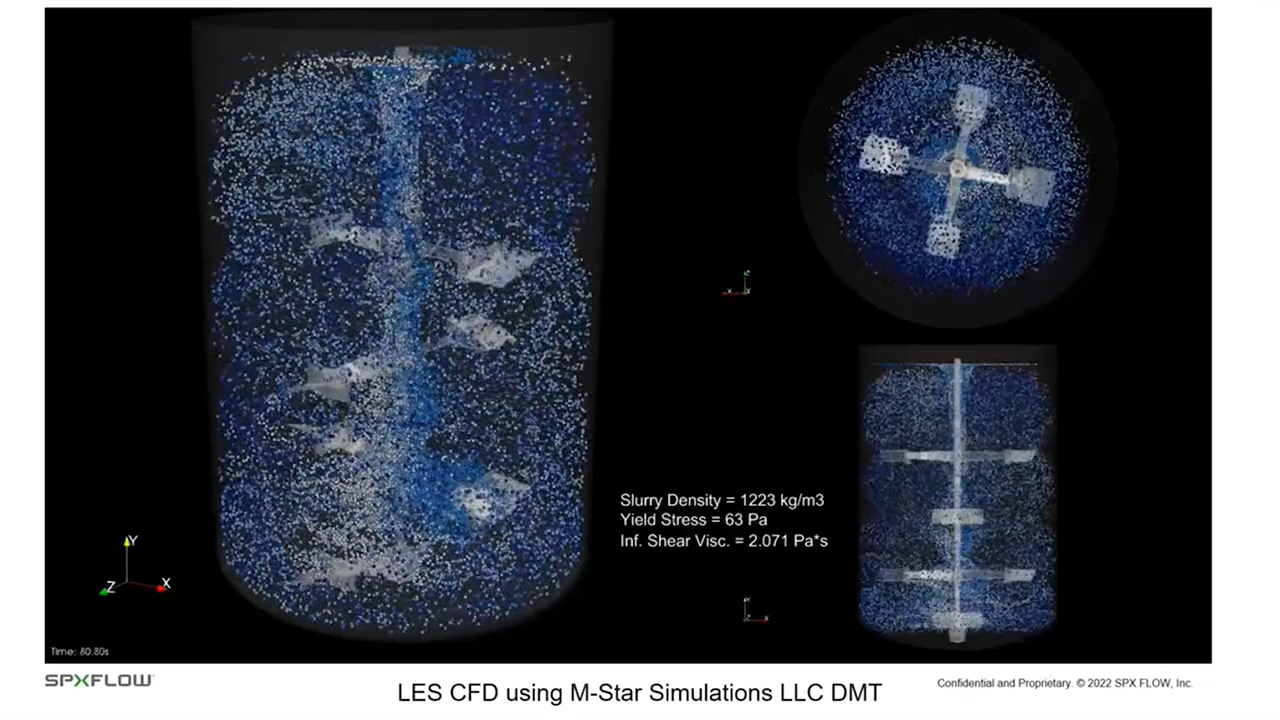 Slurry Density = 1223 kg/m3
Yield Stress = 63 Pa
Inf. Shear Visc. = 2.071 Pa*s
Y
Z
X
Time: 80.80s
SPXFLOW
LES CFD using M-Star Simulations LLC DMT
Confidential and Proprietary. © 2022 SPX FLOW, Inc.